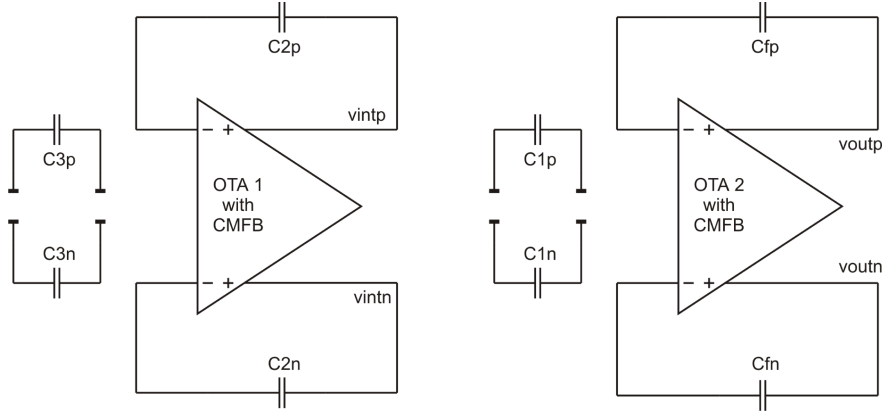 C2p
Cfp
vintp
C3p
C1p
voutp
− +
− +
OTA 1
with
CMFB
OTA 2
with
CMFB
C3n
C1n
voutn
− +
− +
vintn
C2n
Cfn